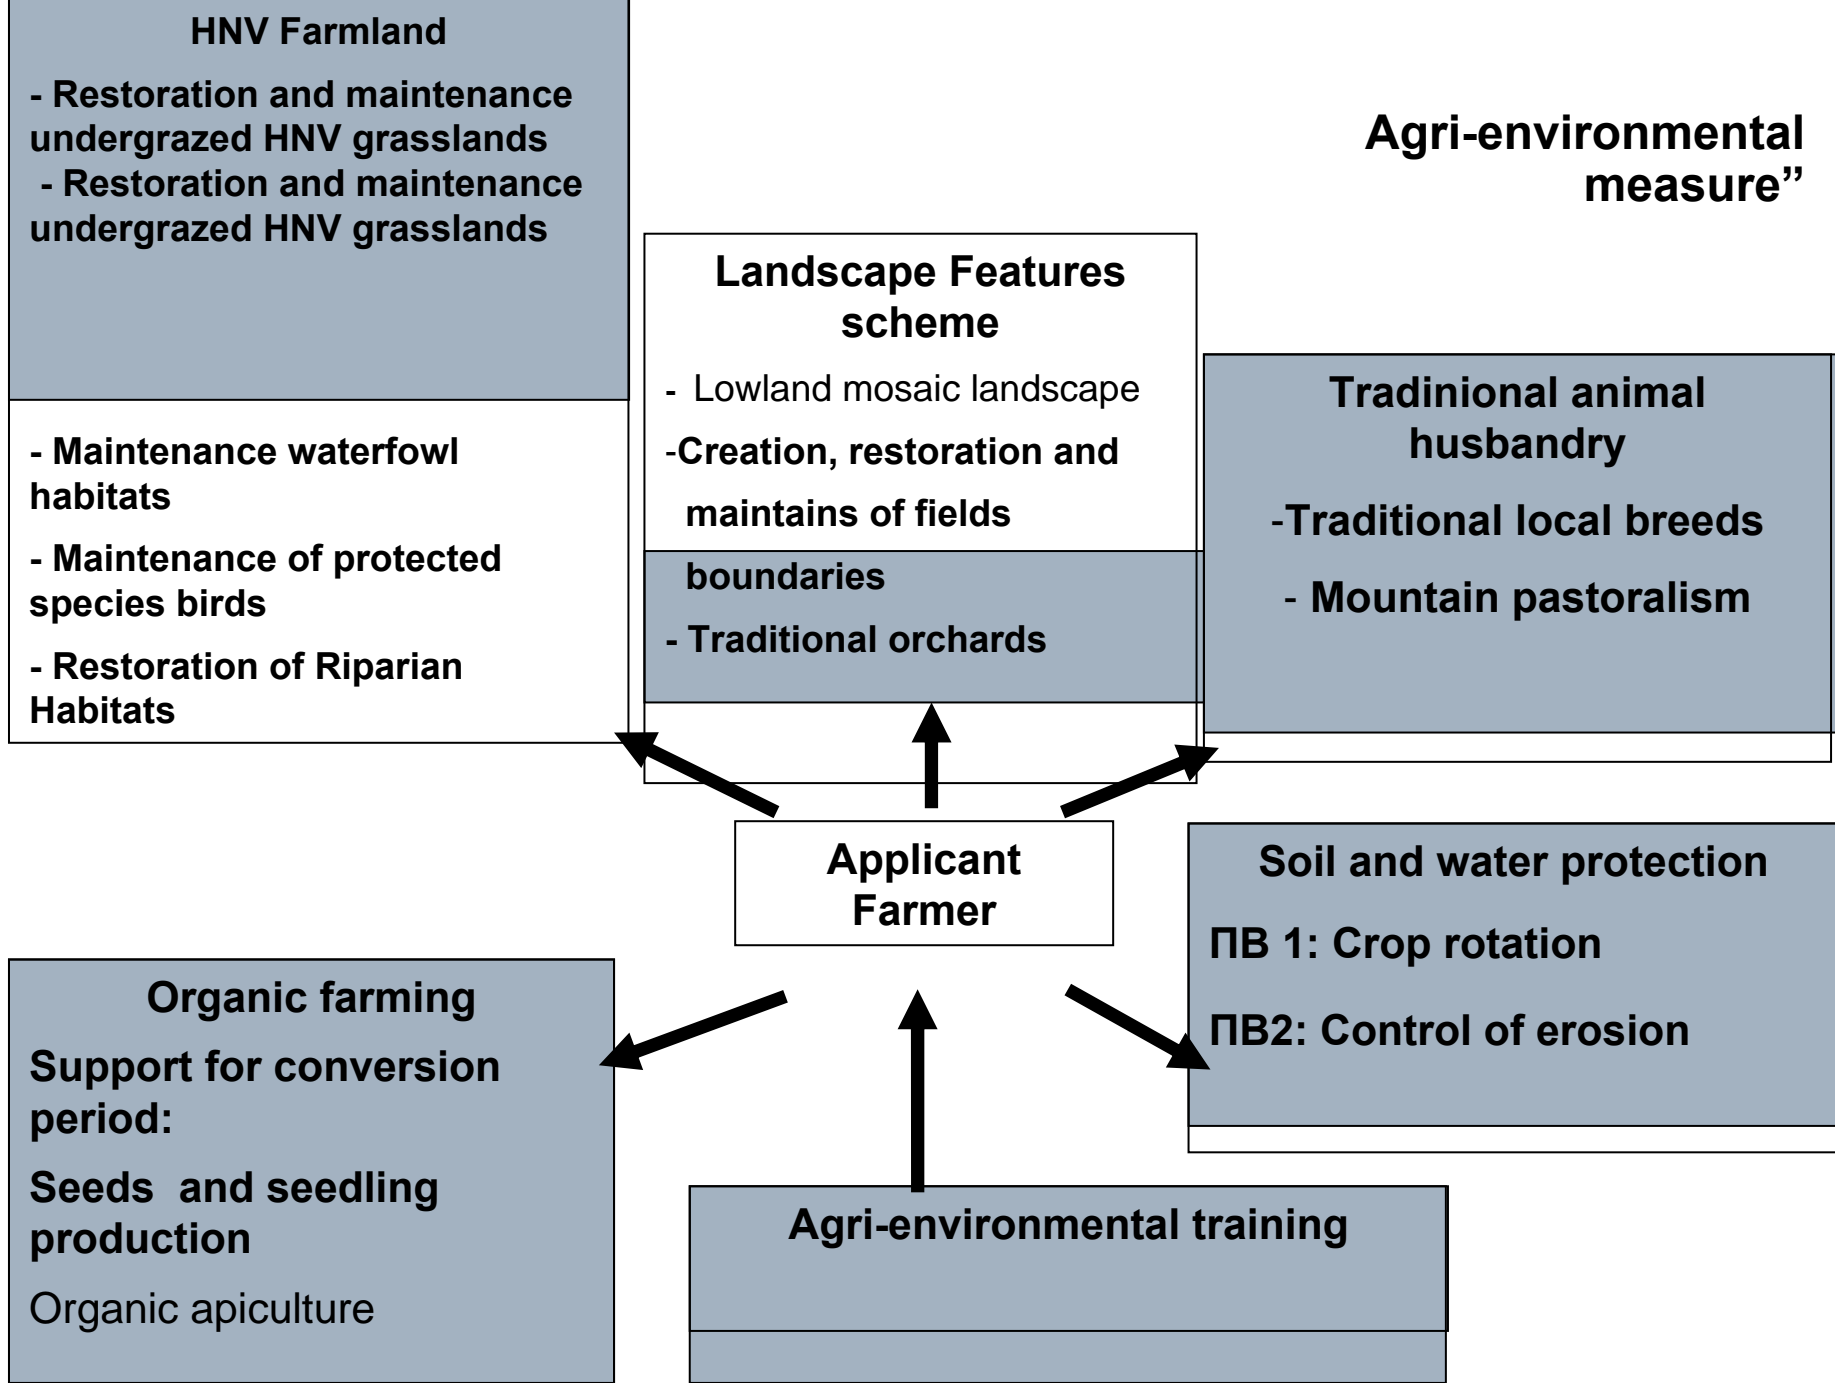 HNV Farmland
- Restoration and maintenance
undergrazed HNV grasslands
- Restoration and maintenance
undergrazed HNV grasslands
- Maintenance waterfowl
habitats
- Maintenance of protected
species birds
- Restoration of Riparian
Habitats
Agri-environmental
measure”
Landscape Features
scheme
- Lowland mosaic landscape
-Creation, restoration and
maintains of fields
boundaries
- Traditional orchards
Tradinional animal
husbandry
-Traditional local breeds
- Mountain pastoralism
Applicant
Farmer
Soil and water protection
ПВ 1: Crop rotation
ПВ2: Control of erosion
Organic farming
Support for conversion
period:
Seeds and seedling
production
Organic apiculture
Agri-environmental training